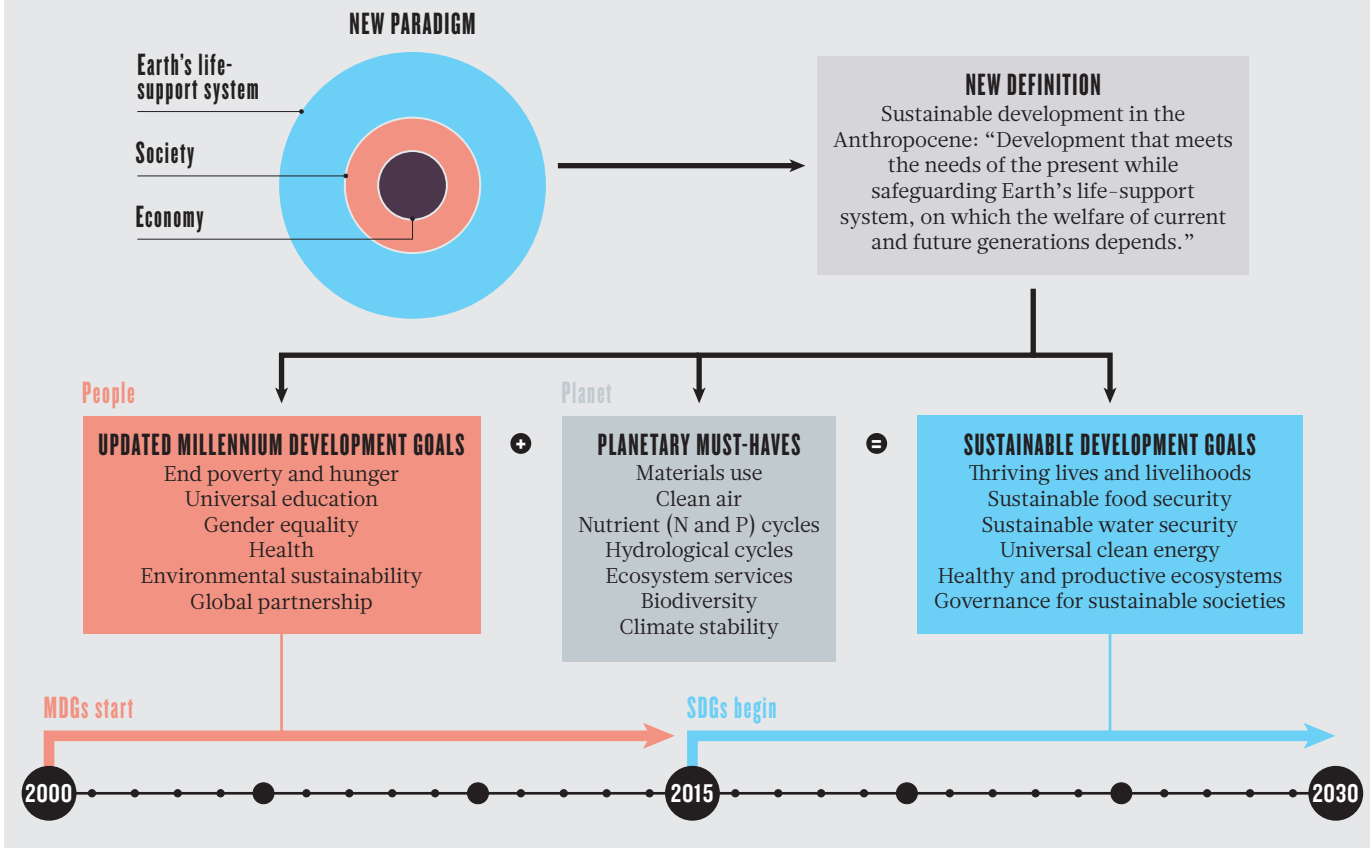 NEW PARADIGM
Earth's life-
support system
Society
Economy
NEW DEFINITION
Sustainable development in the
Anthropocene: “Development that meets
the needs of the present while
safeguarding Earth's life-support
system, on which the welfare of current
and future generations depends.”
People
UPDATED MILLENNIUM DEVELOPMENT GOALS
End poverty and hunger
Universal education
Gender equality
Health
Environmental sustainability
Global partnership
+
Planet
PLANETARY MUST-HAVES
Materials use
Clean air
Nutrient (N and P) cycles
Hydrological cycles
Ecosystem services
Biodiversity
Climate stability
=
SUSTAINABLE DEVELOPMENT GOALS
Thriving lives and livelihoods
Sustainable food security
Sustainable water security
Universal clean energy
Healthy and productive ecosystems
Governance for sustainable societies
MDGs start
SDGs begin
2000
2015
2030